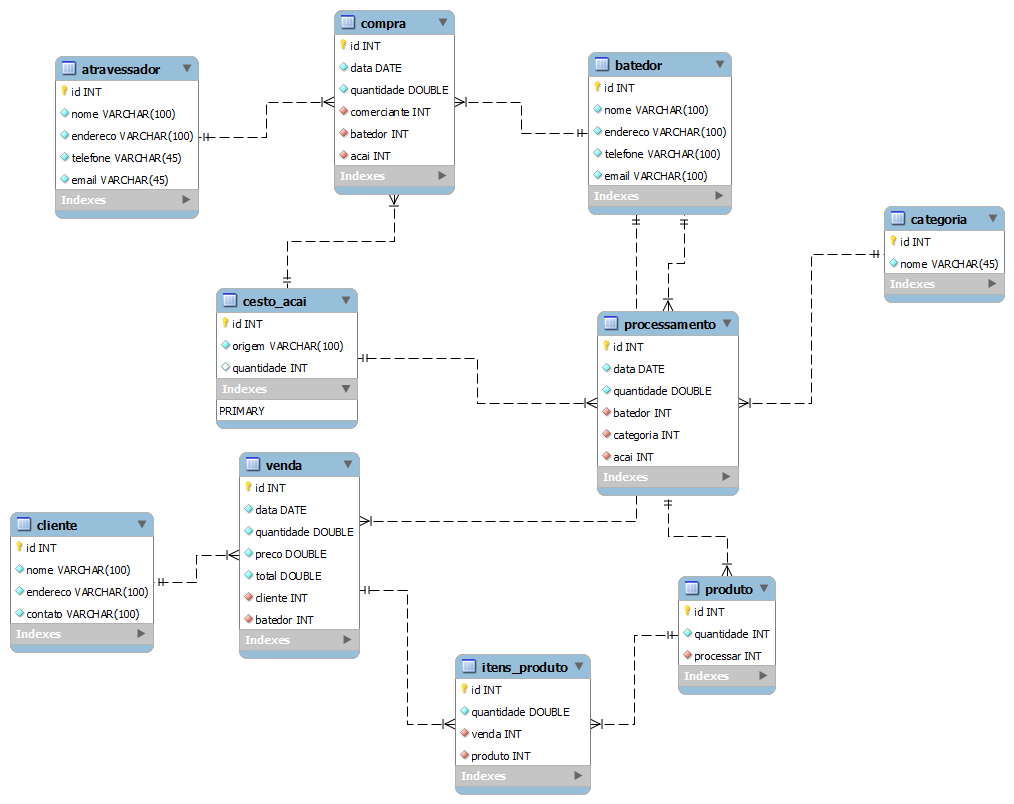 compra
id INT
data DATE
quantidade DOUBLE
comerciante INT
batedor INT
acai INT
Indexes
atravessador
id INT
nome VARCHAR(100)
endereco VARCHAR(100)
telefone VARCHAR(45)
email VARCHAR(45)
Indexes
batedor
id INT
nome VARCHAR(100)
endereco VARCHAR(100)
telefone VARCHAR(100)
email VARCHAR(100)
Indexes
categoria
id INT
nome VARCHAR(45)
Indexes
cesto_acai
id INT
origem VARCHAR(100)
quantidade INT
Indexes
PRIMARY
processamento
id INT
data DATE
quantidade DOUBLE
batedor INT
categoria INT
acai INT
Indexes
venda
id INT
data DATE
quantidade DOUBLE
preco DOUBLE
total DOUBLE
cliente INT
batedor INT
Indexes
cliente
id INT
nome VARCHAR(100)
endereco VARCHAR(100)
contato VARCHAR(100)
Indexes
produto
id INT
quantidade INT
processar INT
Indexes
itens_produto
id INT
quantidade DOUBLE
venda INT
produto INT
Indexes